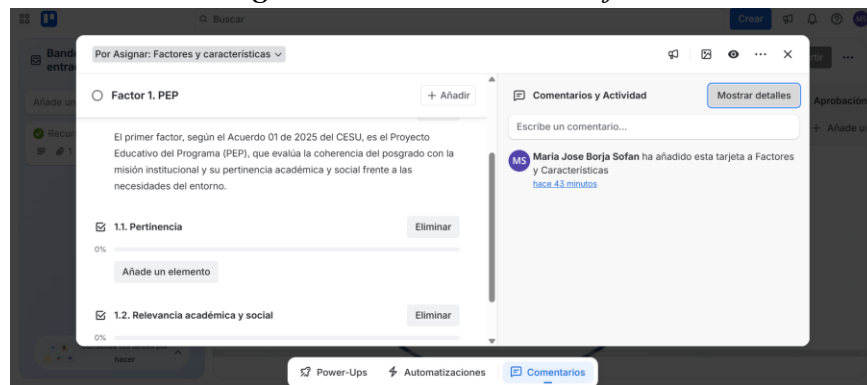 Buscar
Crear
Band
entra
Por Asignar: Factores y características
Añade un
Recur
Aprobación
+ Añade u
Factor 1. PEP
+ Añadir
El primer factor, según el Acuerdo 01 de 2025 del CESU, es el Proyecto
Educativo del Programa (PEP), que evalúa la coherencia del posgrado con la
misión institucional y su pertinencia académica y social frente a las
necesidades del entorno.
1.1. Pertinencia
Eliminar
0%
Añade un elemento
1.2. Relevancia académica y social
Eliminar
0%
Comentarios y Actividad
Mostrar detalles
Escribe un comentario...
MS
Maria Jose Borja Sofan ha añadido esta tarjeta a Factores
y Características
hace 43 minutos
hacer
Power-Ups
Automatizaciones
Comentarios